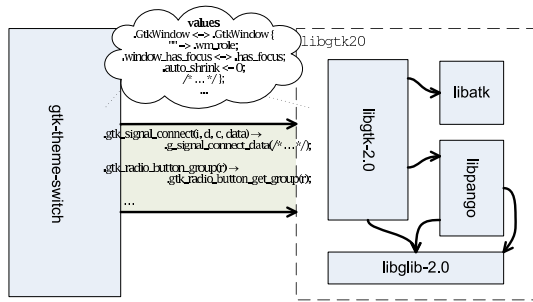 values
.GtkWindow <–> .GtkWindow {
"" –> .wm_role;
.window_has_focus <–> .has_focus;
.auto_shrink <– 0;
/* … */ };
...
libgtk20
gtk-theme-switch
.gtk_signal_connect(i, d, c, data) →
.g_signal_connect_data(/* … */);
.gtk_radio_button_group(r) →
.gtk_radio_button_get_group(r);
...
libgtk-2.0
libatk
libpango
libglib-2.0